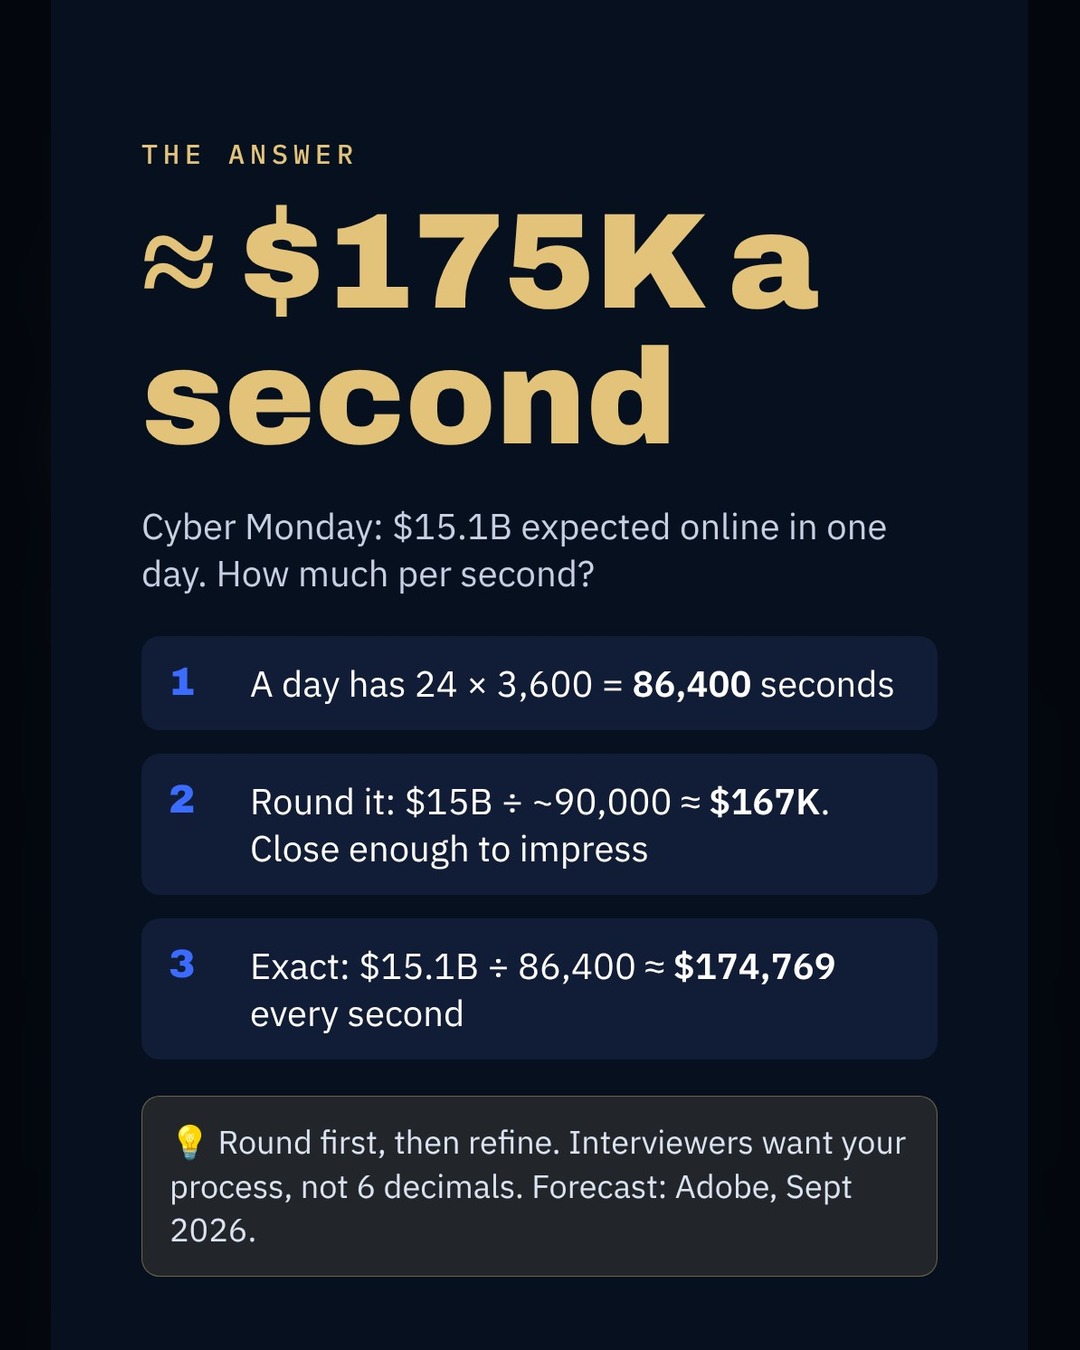 THE ANSWER
≈ $175K a
second
Cyber Monday: $15.1B expected online in one
day. How much per second?
1 A day has 24 × 3,600 = 86,400 seconds
2 Round it: $15B ÷ ~90,000 ≈ $167K.
Close enough to impress
3 Exact: $15.1B ÷ 86,400 ≈ $174,769
every second
💡 Round first, then refine. Interviewers want your
process, not 6 decimals. Forecast: Adobe, Sept
2026.